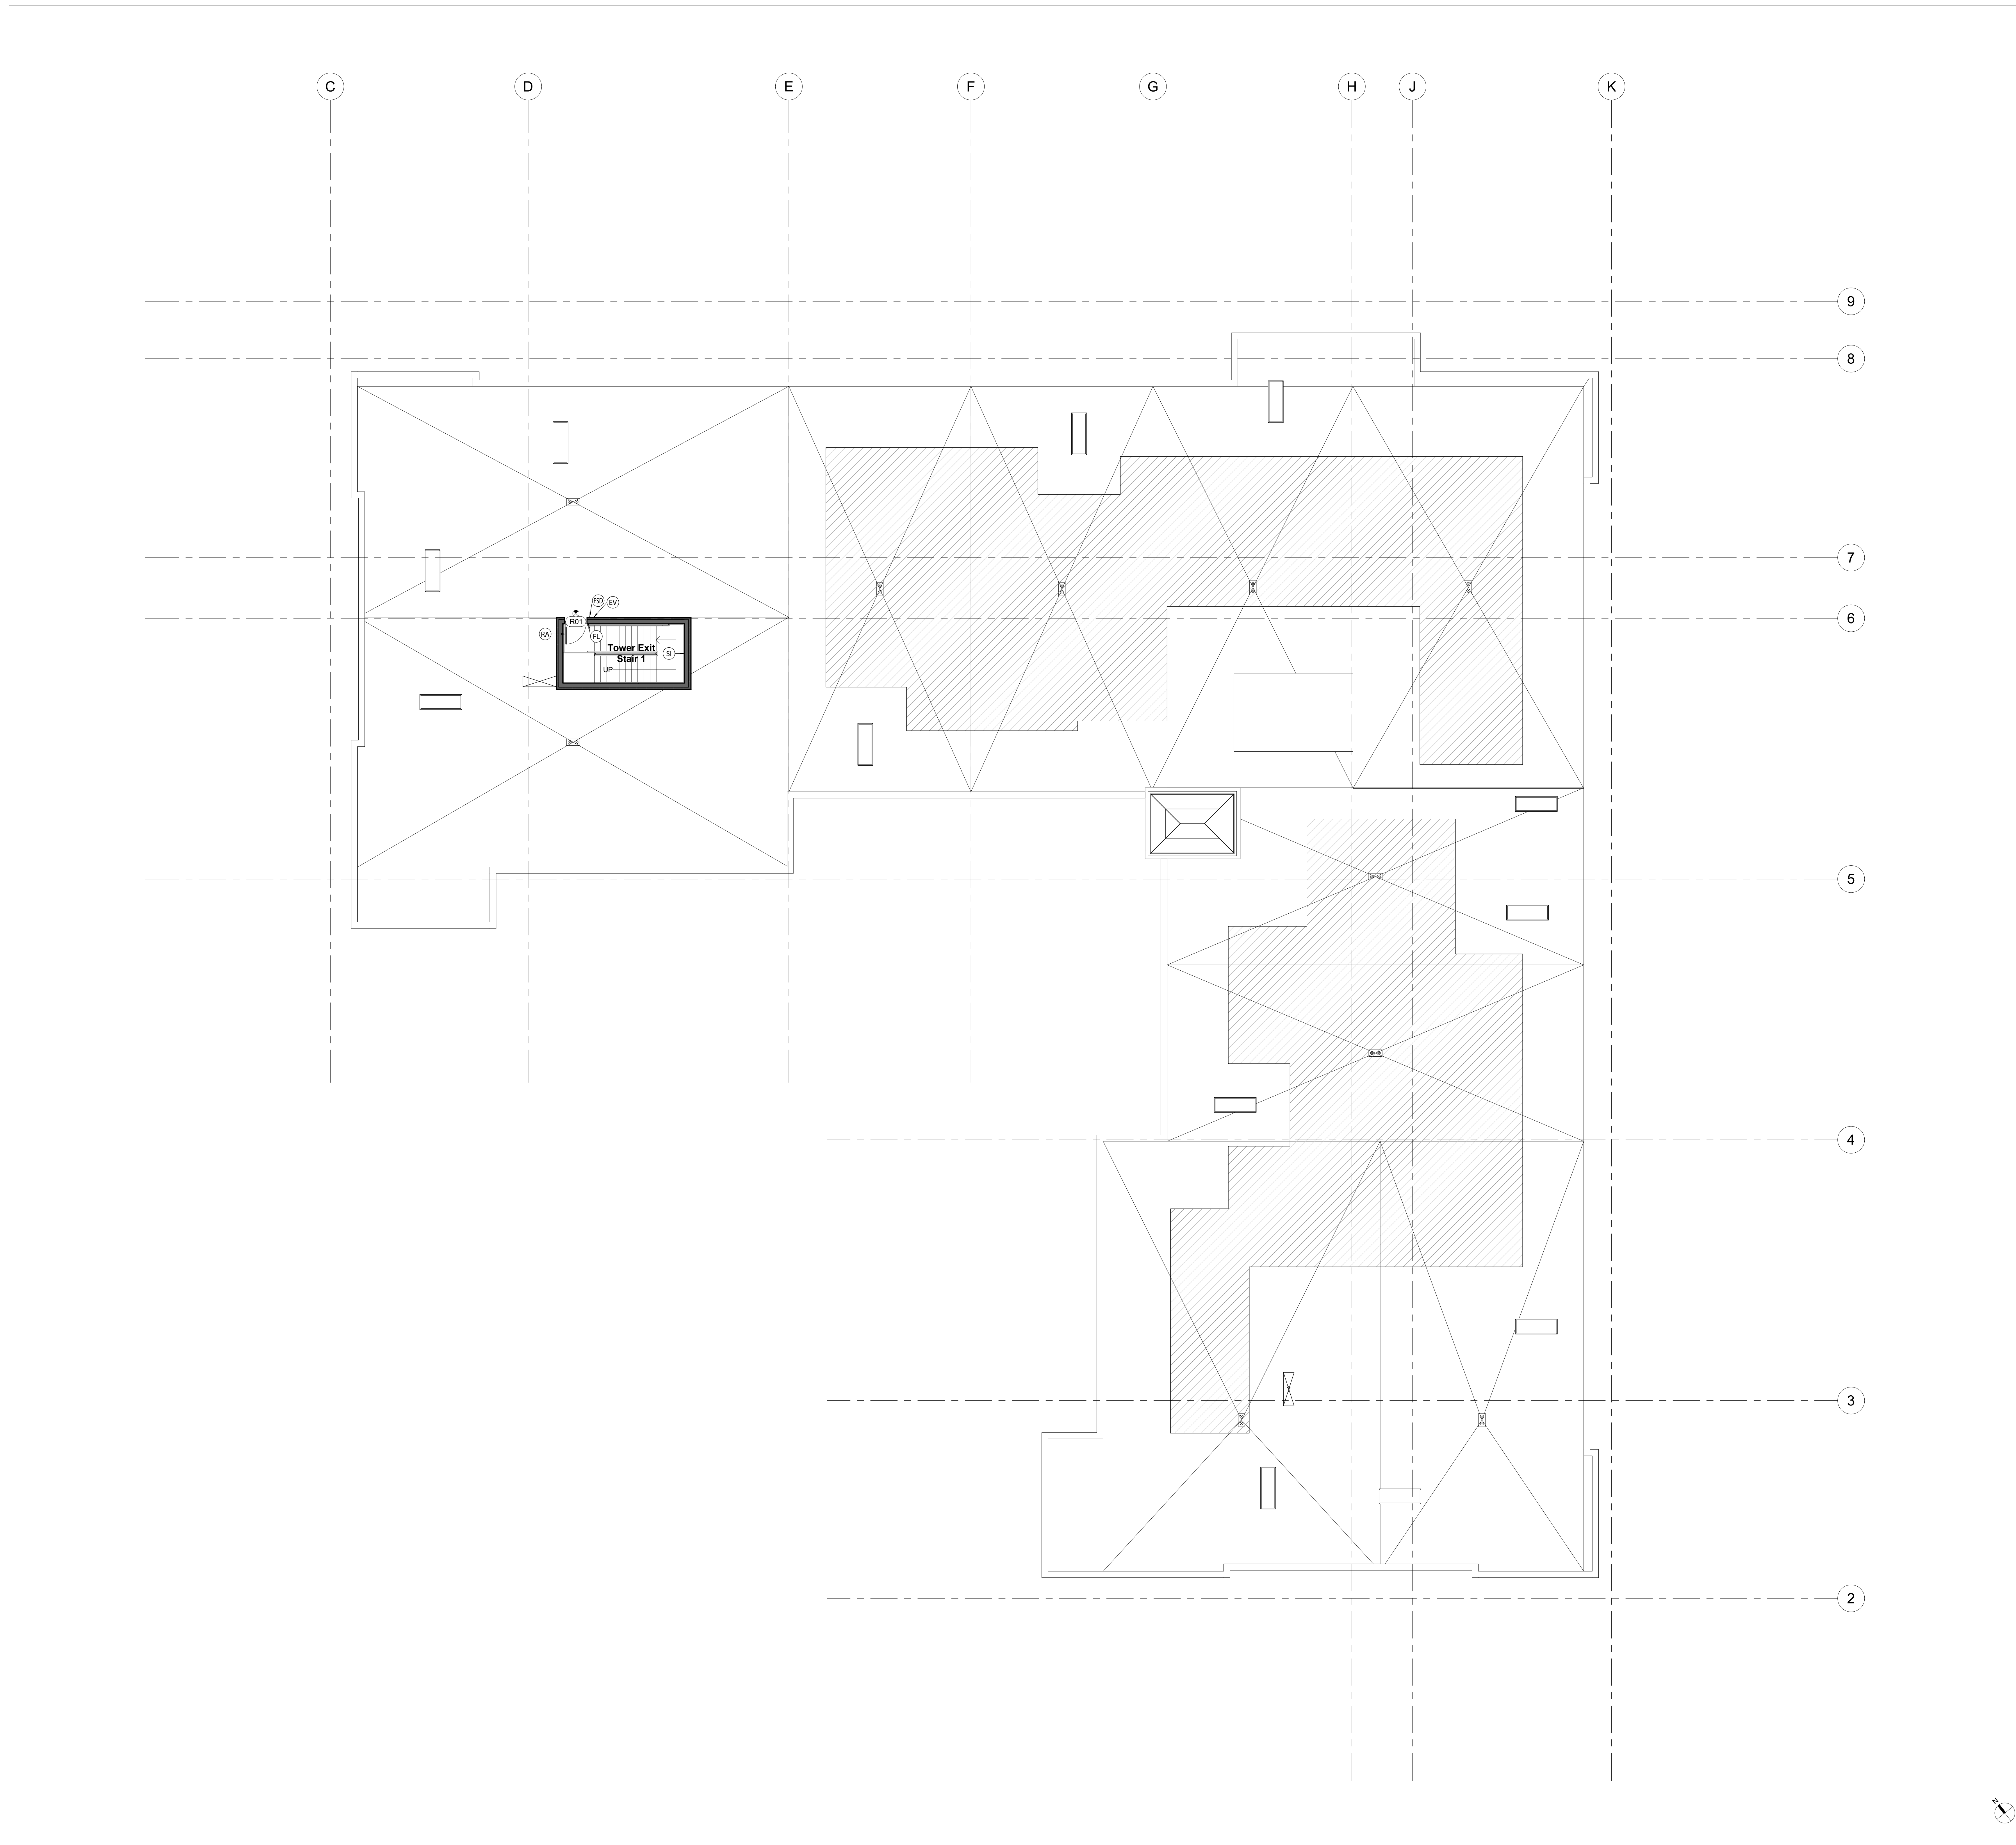 C D E F G H J K
9
8
7
6
5
4
3
2
ESD EV
R01
RA FL
Tower Exit
Stair 1
SI
UP
N